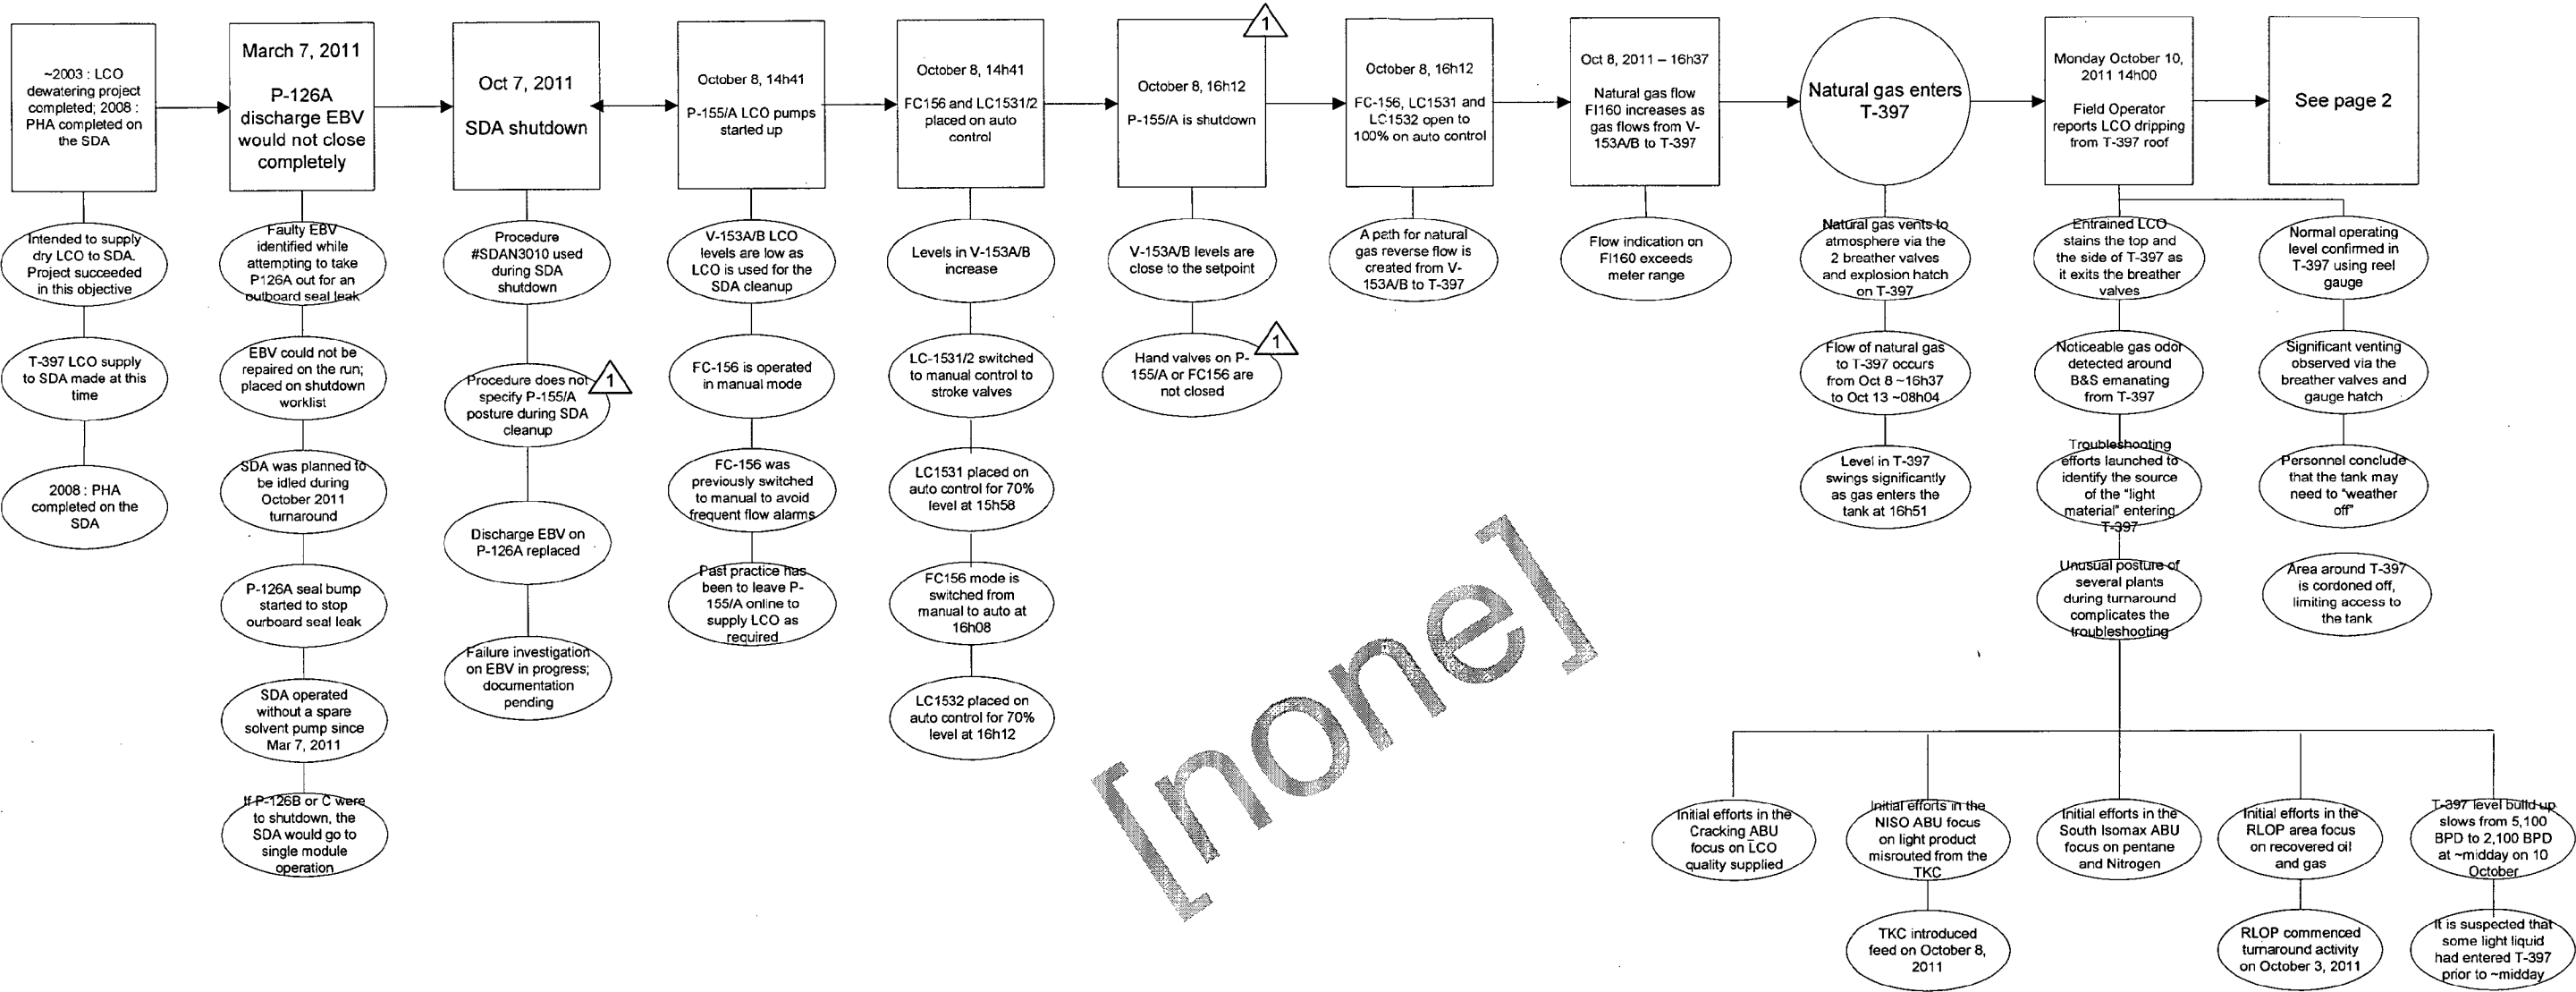 ~2003 : LCO
dewatering project
completed; 2008 :
PHA completed on
the SDA
Intended to supply
dry LCO to SDA.
Project succeeded
in this objective
T-397 LCO supply
to SDA made at this
time
2008 : PHA
completed on the
SDA
March 7, 2011
P-126A
discharge EBV
would not close
completely
Faulty EBV
identified while
attempting to take
P126A out for an
outboard seal leak
EBV could not be
repaired on the run;
placed on shutdown
worklist
SDA was planned to
be idled during
October 2011
turnaround
P-126A seal bump
started to stop
ourboard seal leak
SDA operated
without a spare
solvent pump since
Mar 7, 2011
If P-126B or C were
to shutdown, the
SDA would go to
single module
operation
Oct 7, 2011
SDA shutdown
Procedure
#SDAN3010 used
during SDA
shutdown
1
Procedure does not
specify P-155/A
posture during SDA
cleanup
Discharge EBV on
P-126A replaced
Failure investigation
on EBV in progress;
documentation
pending
October 8, 14h41
P-155/A LCO pumps
started up
V-153A/B LCO
levels are low as
LCO is used for the
SDA cleanup
FC-156 is operated
in manual mode
FC-156 was
previously switched
to manual to avoid
frequent flow alarms
Past practice has
been to leave P-
155/A online to
supply LCO as
required
October 8, 14h41
FC156 and LC1531/2
placed on auto
control
Levels in V-153A/B
increase
LC-1531/2 switched
to manual control to
stroke valves
LC1531 placed on
auto control for 70%
level at 15h58
FC156 mode is
switched from
manual to auto at
16h08
LC1532 placed on
auto control for 70%
level at 16h12
1
October 8, 16h12
P-155/A is shutdown
V-153A/B levels are
close to the setpoint
1
Hand valves on P-
155/A or FC156 are
not closed
October 8, 16h12
FC-156, LC1531 and
LC1532 open to
100% on auto control
A path for natural
gas reverse flow is
created from V-
153A/B to T-397
Oct 8, 2011 – 16h37
Natural gas flow
FI160 increases as
gas flows from V-
153A/B to T-397
Flow indication on
FI160 exceeds
meter range
Natural gas enters
T-397
Natural gas vents to
atmosphere via the
2 breather valves
and explosion hatch
on T-397
Flow of natural gas
to T-397 occurs
from Oct 8 ~16h37
to Oct 13 ~08h04
Level in T-397
swings significantly
as gas enters the
tank at 16h51
Monday October 10,
2011 14h00
Field Operator
reports LCO dripping
from T-397 roof
Entrained LCO
stains the top and
the side of T-397 as
it exits the breather
valves
Noticeable gas odor
detected around
B&S emanating
from T-397
Troubleshooting
efforts launched to
identify the source
of the "light
material" entering
T-397
Unusual posture of
several plants
during turnaround
complicates the
troubleshooting
See page 2
Normal operating
level confirmed in
T-397 using reel
gauge
Significant venting
observed via the
breather valves and
gauge hatch
Personnel conclude
that the tank may
need to "weather
off"
Area around T-397
is cordoned off,
limiting access to
the tank
Initial efforts in the
Cracking ABU
focus on LCO
quality supplied
Initial efforts in the
NISO ABU focus
on light product
misrouted from the
TKC
TKC introduced
feed on October 8,
2011
Initial efforts in the
South Isomax ABU
focus on pentane
and Nitrogen
Initial efforts in the
RLOP area focus
on recovered oil
and gas
RLOP commenced
turnaround activity
on October 3, 2011
T-397 level build up
slows from 5,100
BPD to 2,100 BPD
at ~midday on 10
October
It is suspected that
some light liquid
had entered T-397
prior to ~midday
[none]